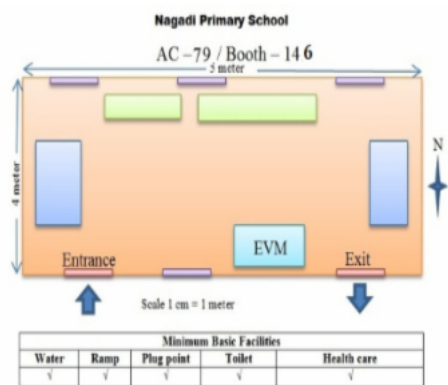 Nagadi Primary School
AC – 79 / Booth – 14 6
5 meter
4 meter
N
EVM
Entrance
Exit
Scale 1 cm = 1 meter
Minimum Basic Facilities
Water Ramp Plug point Toilet Health care
√ √ √ √ √